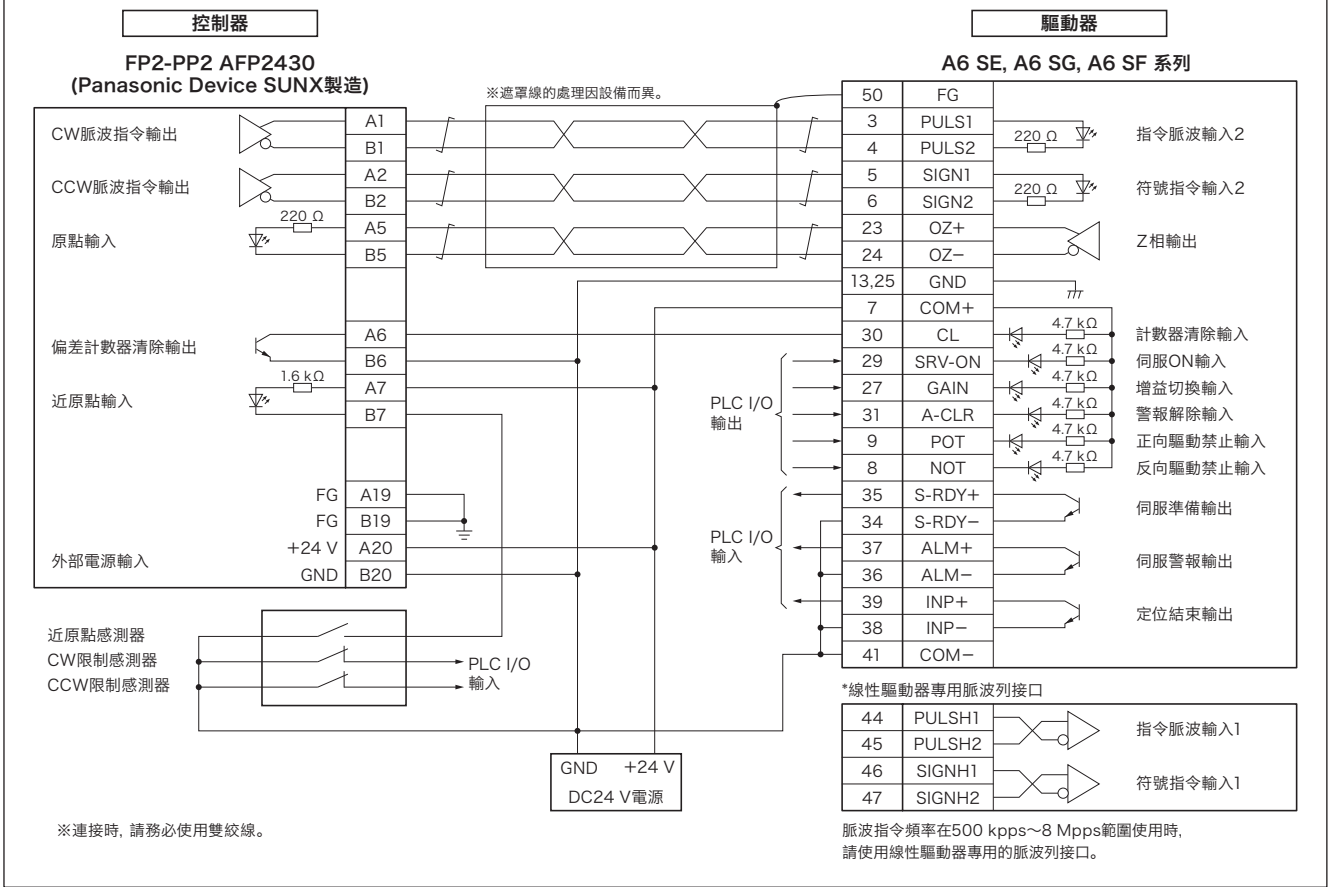 控制器
驅動器
FP2-PP2 AFP2430
(Panasonic Device SUNX製造)
A6 SE, A6 SG, A6 SF 系列
※遮罩線的處理因設備而異。
CW脈波指令輸出
A1
B1
CCW脈波指令輸出
A2
B2
220 Ω
原點輸入
A5
B5
偏差計數器清除輸出
A6
B6
1.6 kΩ
近原點輸入
A7
B7
FG A19
FG B19
外部電源輸入
+24 V A20
GND B20
50 FG
3 PULS1
4 PULS2
220 Ω
指令脈波輸入2
5 SIGN1
6 SIGN2
220 Ω
符號指令輸入2
23 OZ+
24 OZ−
Z相輸出
13,25 GND
7 COM+
30 CL 4.7 kΩ 計數器清除輸入
29 SRV-ON 4.7 kΩ 伺服ON輸入
27 GAIN 4.7 kΩ 增益切換輸入
31 A-CLR 4.7 kΩ 警報解除輸入
9 POT 4.7 kΩ 正向驅動禁止輸入
8 NOT 4.7 kΩ 反向驅動禁止輸入
PLC I/O
輸出
35 S-RDY+
34 S-RDY−
伺服準備輸出
37 ALM+
36 ALM−
伺服警報輸出
39 INP+
38 INP−
定位結束輸出
41 COM−
PLC I/O
輸入
近原點感測器
CW限制感測器
CCW限制感測器
PLC I/O
輸入
GND +24 V
DC24 V電源
*線性驅動器專用脈波列接口
44 PULSH1
45 PULSH2
指令脈波輸入1
46 SIGNH1
47 SIGNH2
符號指令輸入1
※連接時, 請務必使用雙絞線。
脈波指令頻率在500 kpps～8 Mpps範圍使用時,
請使用線性驅動器專用的脈波列接口。